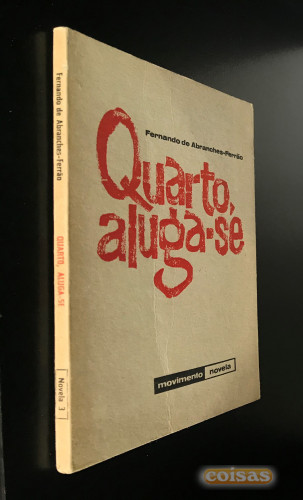 Fernando de Abranches-Ferrão
QUARTO, ALUGA-SE
Novela 3
Fernando de Abranches-Ferrão
Quarto,
aluga-se
movimento novela
coisas